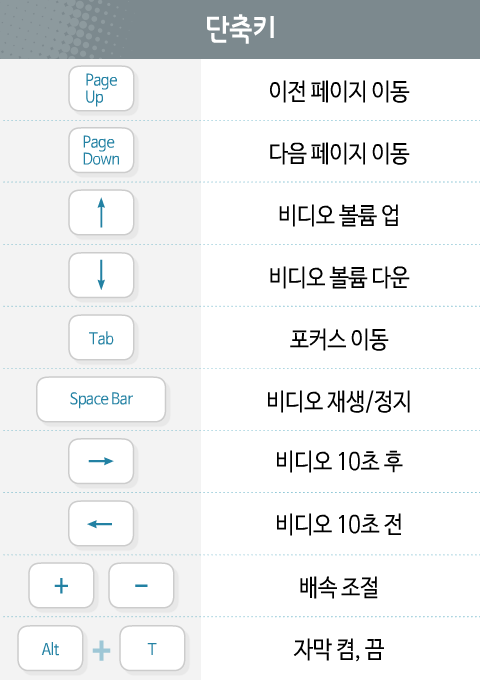 단축키
Page
Up
이전 페이지 이동
Page
Down
다음 페이지 이동
↑
비디오 볼륨 업
↓
비디오 볼륨 다운
Tab
포커스 이동
Space Bar
비디오 재생/정지
→
비디오 10초 후
←
비디오 10초 전
+ −
배속 조절
Alt + T
자막 켬, 끔